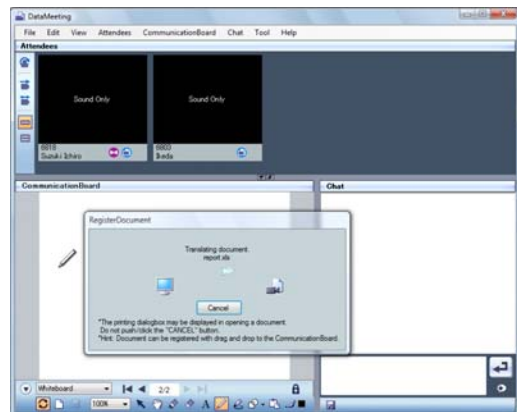 DataMeeting
File Edit View Attendees CommunicationBoard Chat Tool Help
Attendees
Sound Only
Sound Only
6803
Suzuki Ichiro
Ikeda
CommunicationBoard
Chat
RegisterDocument
Translating document.
report.xls
Cancel
*The printing dialogbox may be displayed in opening a document.
Do not push/click the "CANCEL" button.
*Hint: Document can be registered with drag and drop to the CommunicationBoard.
Whiteboard
2/2
100%
A